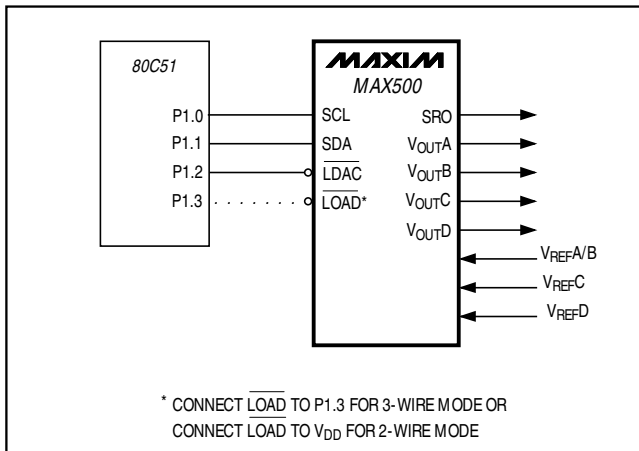 80C51
MAXIM
MAX500
P1.0
P1.1
P1.2
P1.3
SCL
SDA
LDAC
LOAD*
SRO
VOUTA
VOUTB
VOUTC
VOUTD
VREFA/B
VREFC
VREFD
* CONNECT LOAD TO P1.3 FOR 3-WIRE MODE OR
CONNECT LOAD TO VDD FOR 2-WIRE MODE